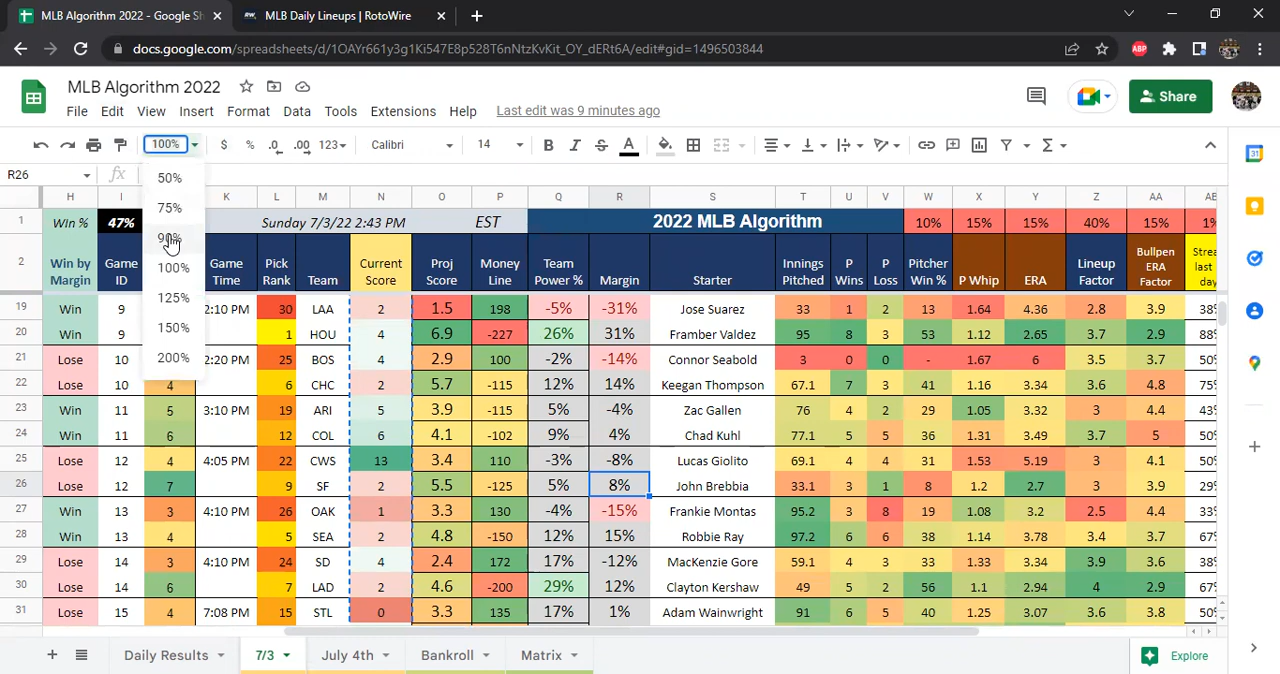 MLB Algorithm 2022 - Google Sh
MLB Daily Lineups | RotoWire
docs.google.com/spreadsheets/d/1OAYr661y3g1Ki547E8p528T6nNtzKvKit_OY_dERt6A/edit#gid=1496503844
ABP
MLB Algorithm 2022
File Edit View Insert Format Data Tools Extensions Help Last edit was 9 minutes ago
Share
100% $ % .0 .00 123 Calibri 14 B I S A Σ
R26 fx
50%
75%
90%
100%
125%
150%
200%
H I K L M N O P Q R S T U V W X Y Z AA AB
1 WIn % 47% Sunday 7/3/22 2:43 PM EST 2022 MLB Algorithm 10% 15% 15% 40% 15% 1%
2 Win by Margin Game ID Game Time Pick Rank Team Current Score Proj Score Money Line Team Power % Margin Starter Innings Pitched P Wins P Loss Pitcher Win % P Whip ERA Lineup Factor Bullpen ERA Factor Strea last day
19 Win 9 2:10 PM 30 LAA 2 1.5 198 -5% -31% Jose Suarez 33 1 2 13 1.64 4.36 2.8 3.9 38%
20 Win 9 1 HOU 4 6.9 -227 26% 31% Framber Valdez 95 8 3 53 1.12 2.65 3.7 2.9 88%
21 Lose 10 2:20 PM 25 BOS 4 2.9 100 -2% -14% Connor Seabold 3 0 0 - 1.67 6 3.5 3.7 50%
22 Lose 10 4 6 CHC 2 5.7 -115 12% 14% Keegan Thompson 67.1 7 2 41 1.16 3.34 3.6 4.8 75%
23 Win 11 5 3:10 PM 19 ARI 5 3.9 -115 5% -4% Zac Gallen 76 4 2 29 1.05 3.32 3 4.4 43%
24 Win 11 6 12 COL 6 4.1 -102 9% 4% Chad Kuhl 77.1 5 5 36 1.31 3.49 3.7 5 50%
25 Lose 12 4 4:05 PM 22 CWS 13 3.4 110 -3% -8% Lucas Giolito 69.1 4 4 31 1.53 5.19 3 4.1 50%
26 Lose 12 7 9 SF 2 5.5 -125 5% 8% John Brebbia 33.1 3 1 8 1.2 2.7 3 3.9 29%
27 Win 13 3 4:10 PM 26 OAK 1 3.3 130 -4% -15% Frankie Montas 95.2 3 8 19 1.08 3.2 2.5 4.4 33%
28 Win 13 4 5 SEA 2 4.8 -150 12% 15% Robbie Ray 97.2 6 6 38 1.14 3.78 3.4 3.7 67%
29 Lose 14 3 4:10 PM 24 SD 4 2.4 172 17% -12% MacKenzie Gore 59.1 4 3 33 1.33 3.34 3.9 3.6 38%
30 Lose 14 6 7 LAD 2 4.6 -200 29% 12% Clayton Kershaw 49 5 2 56 1.1 2.94 4 2.9 87%
31 Lose 15 4 7:08 PM 15 STL 0 3.3 135 17% 1% Adam Wainwright 91 6 5 40 1.25 3.07 3.6 3.8 50%
Daily Results 7/3 July 4th Bankroll Matrix Explore